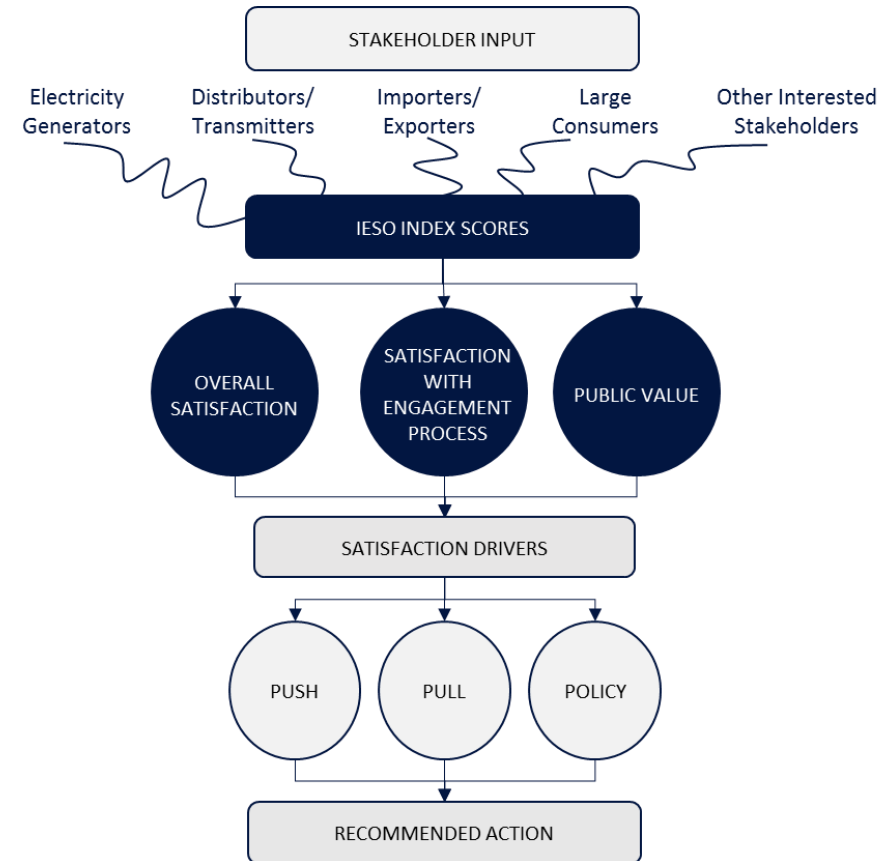 STAKEHOLDER INPUT
Electricity
Generators
Distributors/
Transmitters
Importers/
Exporters
Large
Consumers
Other Interested
Stakeholders
IESO INDEX SCORES
OVERALL
SATISFACTION
SATISFACTION
WITH
ENGAGEMENT
PROCESS
PUBLIC VALUE
SATISFACTION DRIVERS
PUSH
PULL
POLICY
RECOMMENDED ACTION